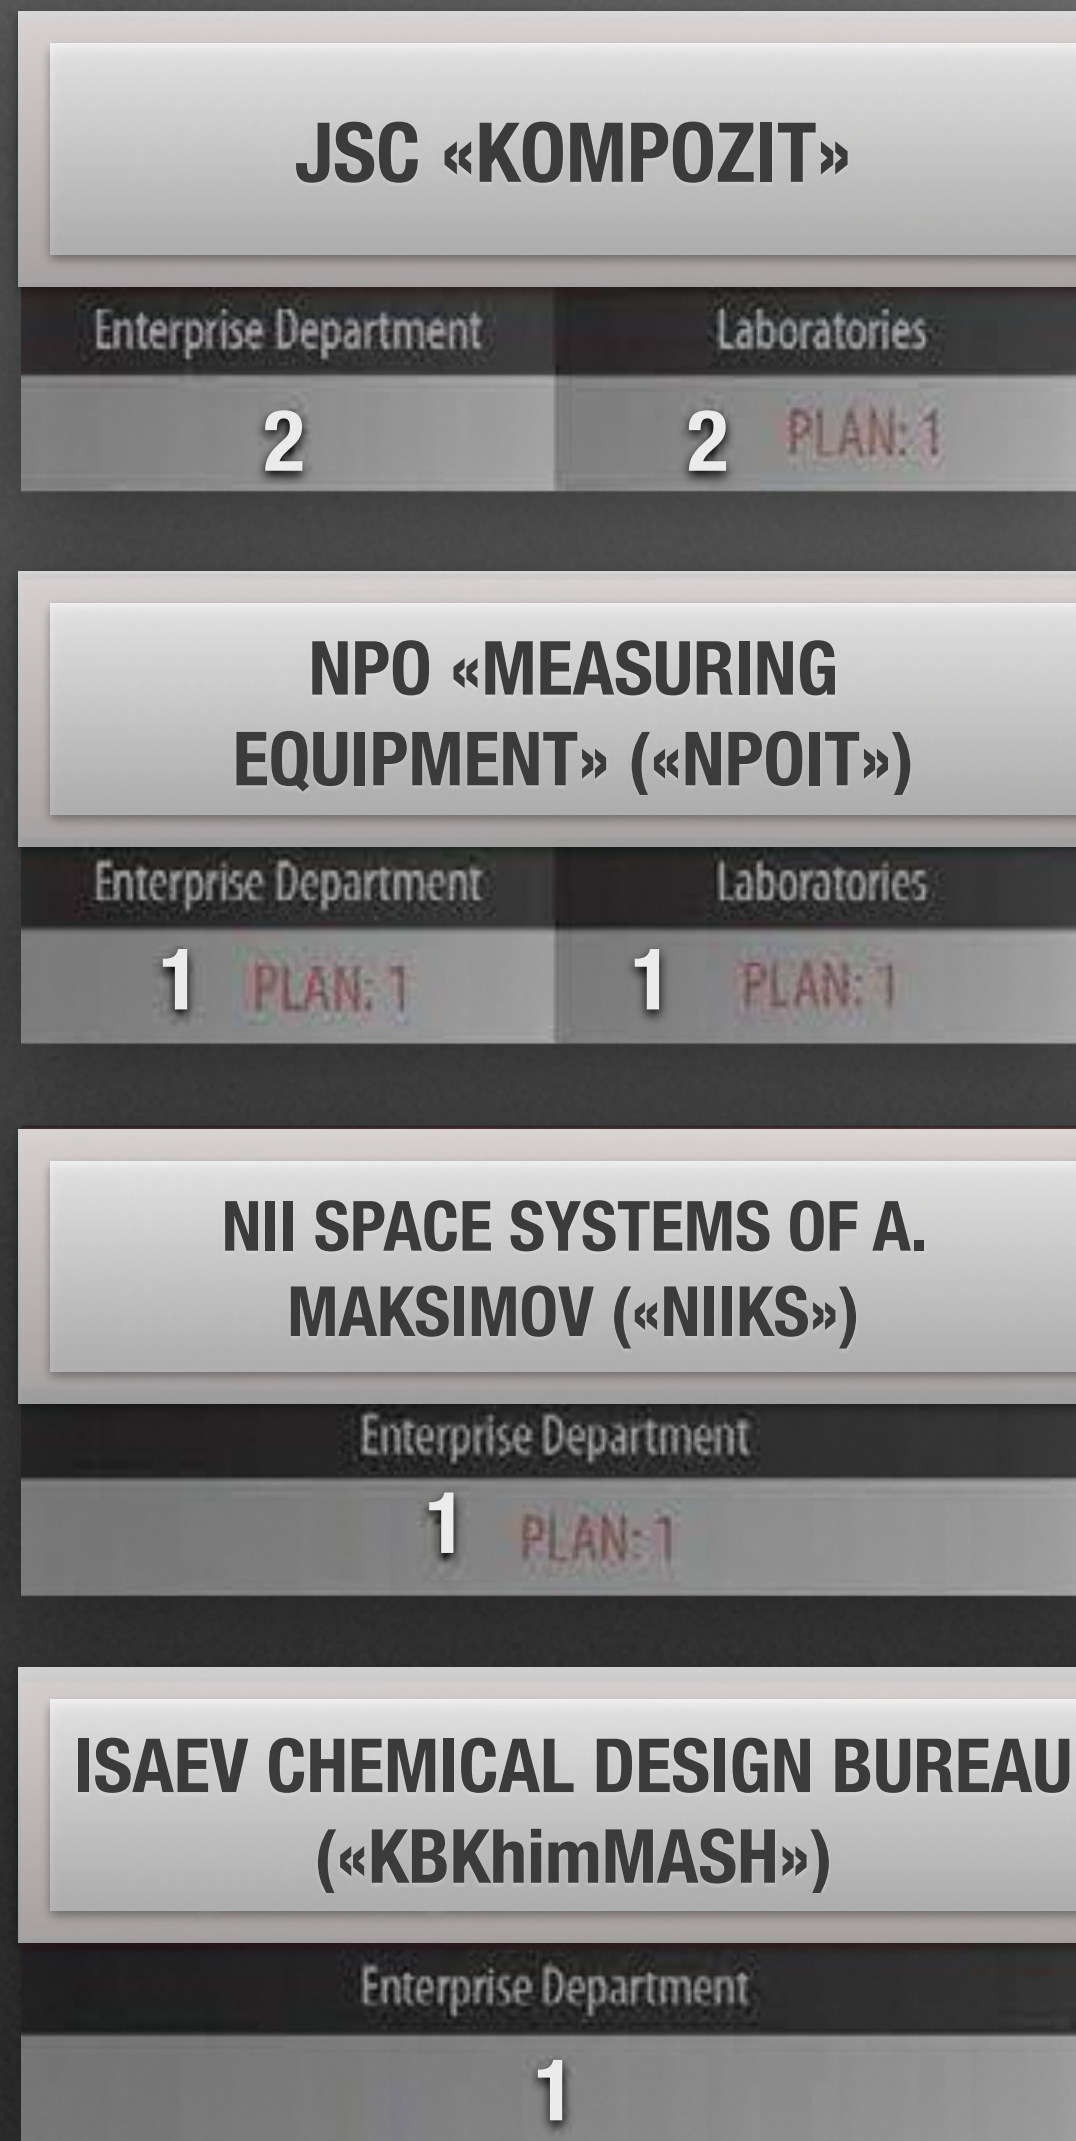 JSC «KOMPOZIT»
Enterprise Department Laboratories
2 2 PLAN: 1
NPO «MEASURING
EQUIPMENT» («NPOIT»)
Enterprise Department Laboratories
1 PLAN: 1 1 PLAN: 1
NII SPACE SYSTEMS OF A.
MAKSIMOV («NIIKS»)
Enterprise Department
1 PLAN: 1
ISAEV CHEMICAL DESIGN BUREAU
(«KBKhimMASH»)
Enterprise Department
1